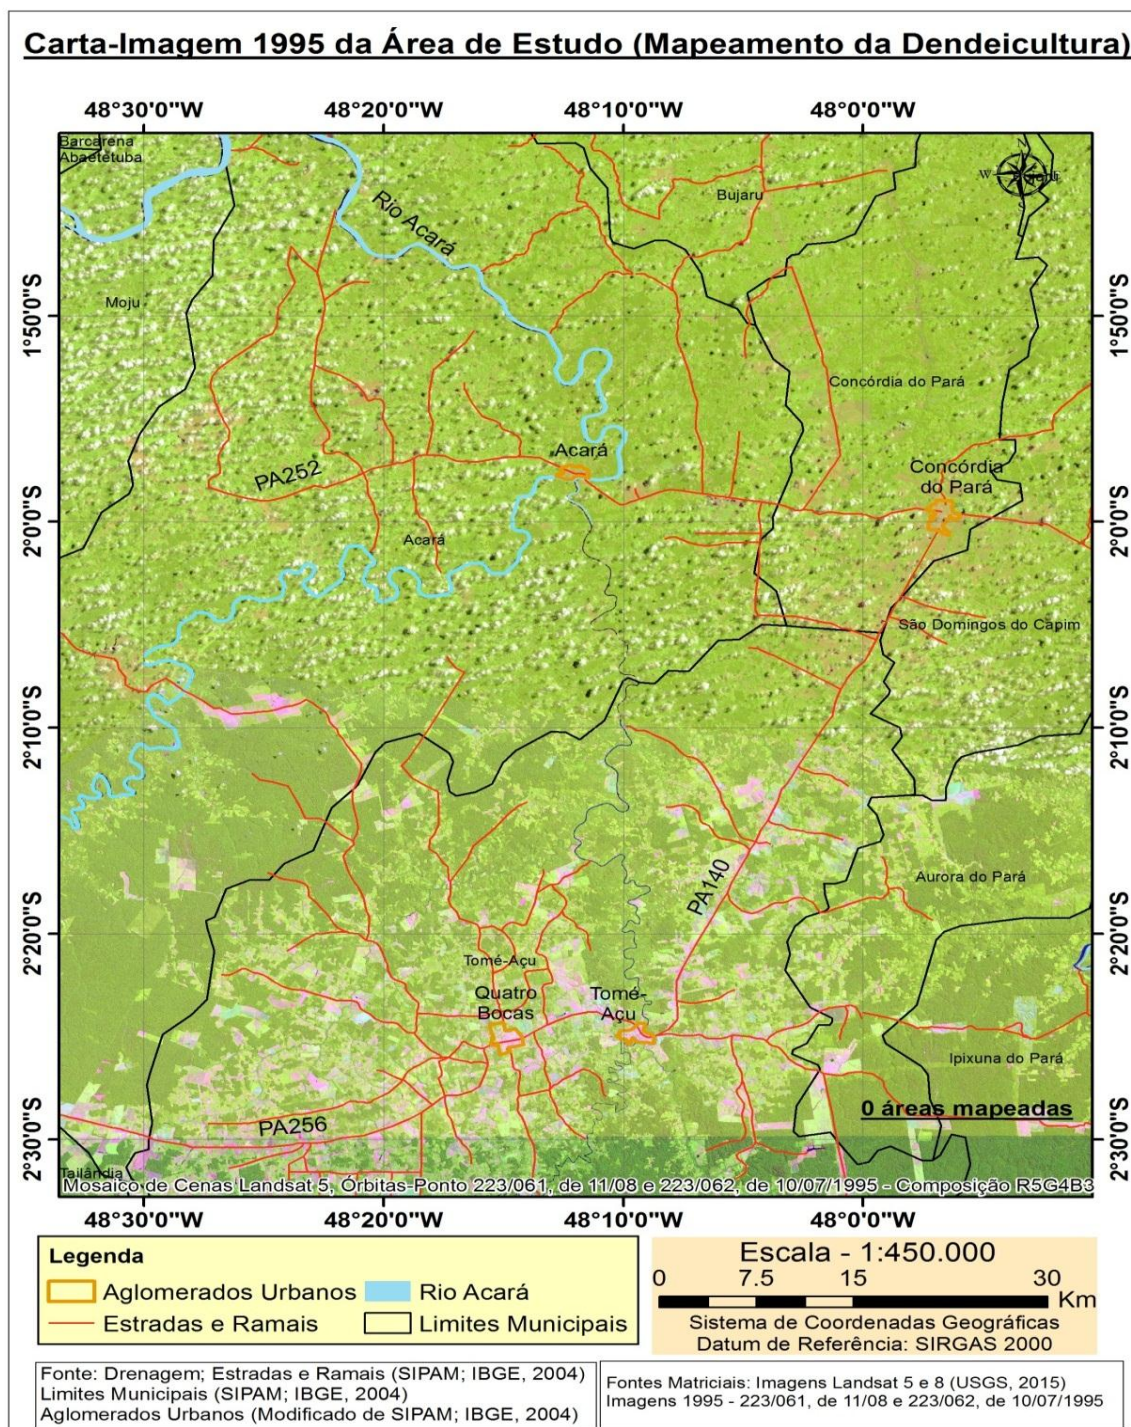 Carta-Imagem 1995 da Área de Estudo (Mapeamento da Dendeicultura)
48°30'0"W 48°20'0"W 48°10'0"W 48°0'0"W
Barcarena
Abaetetuba
N
W
S
Bujaru
Rio Acará
Moju
1°50'0"S 1°50'0"S
Concórdia do Pará
Acará
PA252
Concórdia
do Pará
2°0'0"S 2°0'0"S
Acará
São Domingos do Capim
2°10'0"S 2°10'0"S
PA140
Aurora do Pará
2°20'0"S 2°20'0"S
Tomé-Açu
Quatro
Bocas
Tomé-
Açu
Ipixuna do Pará
0 áreas mapeadas
PA256
2°30'0"S 2°30'0"S
Tailândia
Mosaico de Cenas Landsat 5, Órbitas-Ponto 223/061, de 11/08 e 223/062, de 10/07/1995 - Composição R5G4B3
48°30'0"W 48°20'0"W 48°10'0"W 48°0'0"W
Legenda
Aglomerados Urbanos Rio Acará
Estradas e Ramais Limites Municipais
Escala - 1:450.000
0 7.5 15 30
Km
Sistema de Coordenadas Geográficas
Datum de Referência: SIRGAS 2000
Fonte: Drenagem; Estradas e Ramais (SIPAM; IBGE, 2004)
Limites Municipais (SIPAM; IBGE, 2004)
Aglomerados Urbanos (Modificado de SIPAM; IBGE, 2004)
Fontes Matriciais: Imagens Landsat 5 e 8 (USGS, 2015)
Imagens 1995 - 223/061, de 11/08 e 223/062, de 10/07/1995